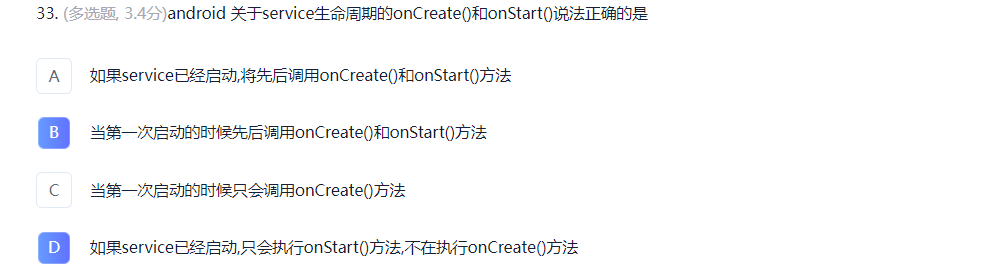 33. (多选题, 3.4分)android 关于service生命周期的onCreate()和onStart()说法正确的是
A 如果service已经启动,将先后调用onCreate()和onStart()方法
B 当第一次启动的时候先后调用onCreate()和onStart()方法
C 当第一次启动的时候只会调用onCreate()方法
D 如果service已经启动,只会执行onStart()方法,不在执行onCreate()方法